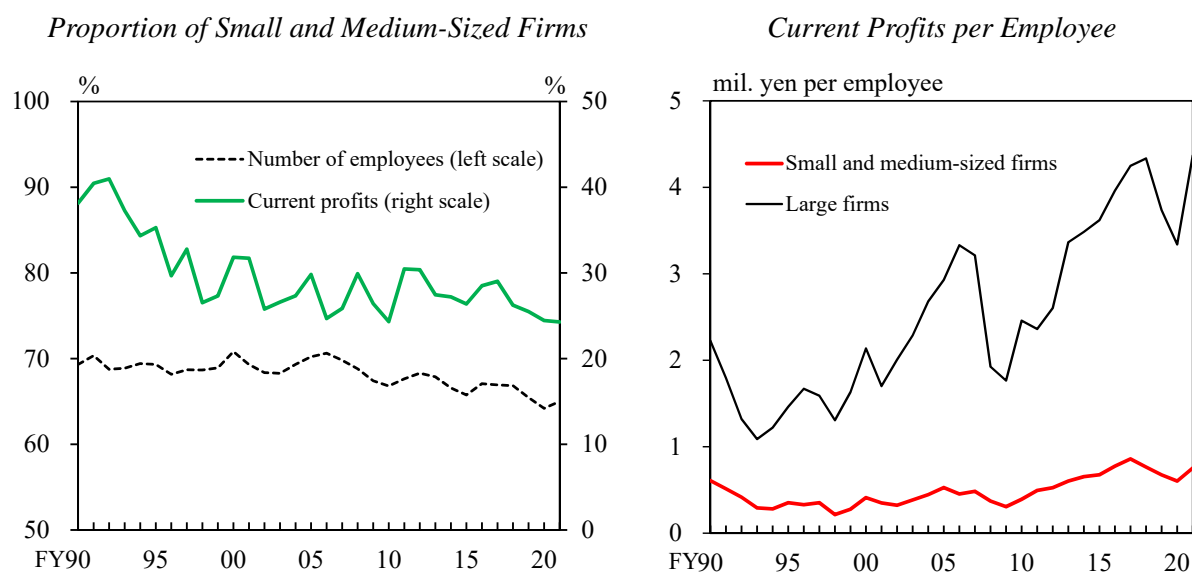 Proportion of Small and Medium-Sized Firms
% %
100 50
Number of employees (left scale)
Current profits (right scale)
90 40
80 30
70 20
60 10
50 0
FY90 95 00 05 10 15 20
Current Profits per Employee
mil. yen per employee
5
Small and medium-sized firms
Large firms
4
3
2
1
0
FY90 95 00 05 10 15 20